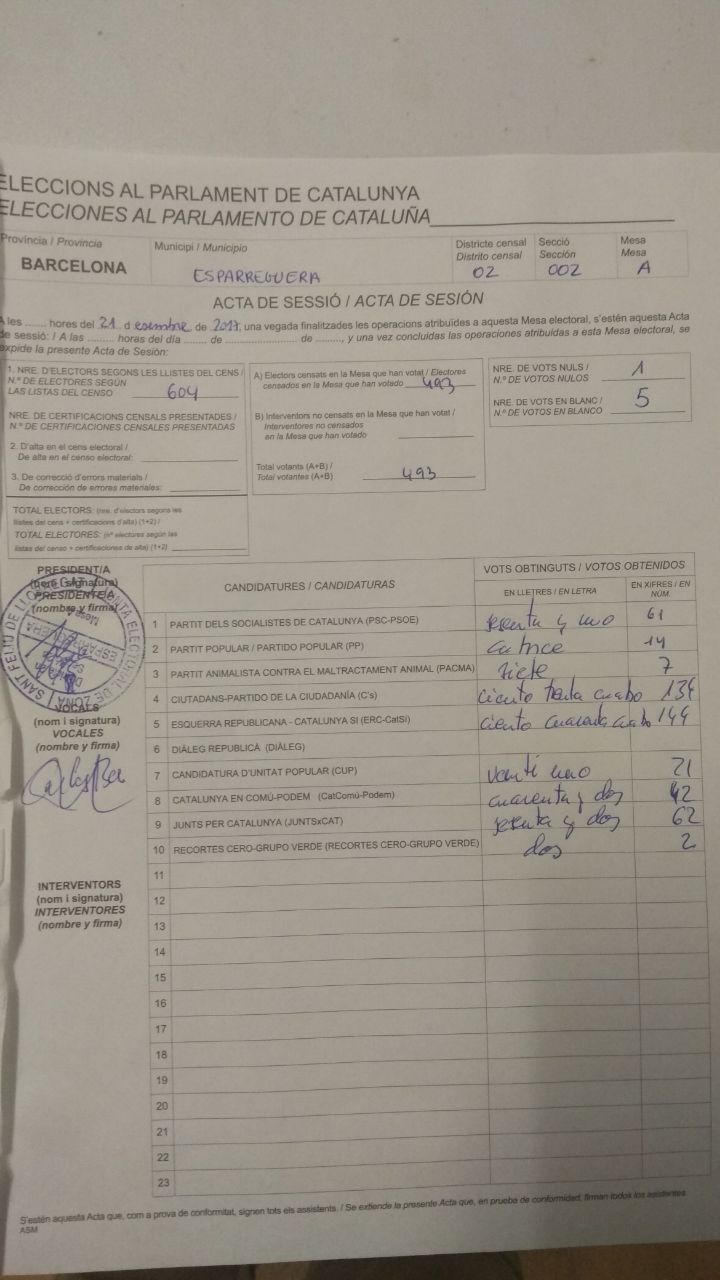 ELECCIONS AL PARLAMENT DE CATALUNYA
ELECCIONES AL PARLAMENTO DE CATALUÑA
Província / Provincia
BARCELONA
Municipi / Municipio
ESPARREGUERA
Districte censal
Distrito censal
02
Secció
Sección
002
Mesa
Mesa
A
ACTA DE SESSIÓ / ACTA DE SESIÓN
A les ....... hores del 21 d esembre de 2017, una vegada finalitzades les operacions atribuïdes a aquesta Mesa electoral, s'estén aquesta Acta
de sessió: / A las ......... hores del día ....... de .................... de ........., y una vez concluidas las operaciones atribuidas a esta Mesa electoral, se
expide la presente Acta de Sesión:
1. NRE. D'ELECTORS SEGONS LES LLISTES DEL CENS /
N.º DE ELECTORES SEGÚN
LAS LISTAS DEL CENSO 604
NRE. DE CERTIFICACIONS CENSALS PRESENTADES /
N.º DE CERTIFICACIONES CENSALES PRESENTADAS
2. D'alta en el cens electoral /
De alta en el censo electoral:
3. De correcció d'errors materials /
De corrección de errores materiales:
TOTAL ELECTORS: (nre. d'electors segons les
llistes del cens + certificacions d'alta) (1+2) /
TOTAL ELECTORES: (nº electores según las
listas del censo + certificaciones de alta) (1+2)
A) Electors censats en la Mesa que han votat / Electores
censados en la Mesa que han votado 493
B) Interventors no censats en la Mesa que han votat /
Interventores no censados
en la Mesa que han votado
Total votants (A+B) /
Total votantes (A+B) 493
NRE. DE VOTS NULS /
N.º DE VOTOS NULOS 1
NRE. DE VOTS EN BLANC /
N.º DE VOTOS EN BLANCO 5
PRESIDENT/A
(nom i signatura)
PRESIDENTE/A
(nombre y firma)
VOCALS
(nom i signatura)
VOCALES
(nombre y firma)
INTERVENTORS
(nom i signatura)
INTERVENTORES
(nombre y firma)
CANDIDATURES / CANDIDATURAS
VOTS OBTINGUTS / VOTOS OBTENIDOS
EN LLETRES / EN LETRA
EN XIFRES / EN NÚM.
1 PARTIT DELS SOCIALISTES DE CATALUNYA (PSC-PSOE) sesenta y uno 61
2 PARTIT POPULAR / PARTIDO POPULAR (PP) catorce 14
3 PARTIT ANIMALISTA CONTRA EL MALTRACTAMENT ANIMAL (PACMA) siete 7
4 CIUTADANS-PARTIDO DE LA CIUDADANÍA (C's) ciento treita cuatro 134
5 ESQUERRA REPUBLICANA - CATALUNYA SI (ERC-CatSí) ciento cuarenta cuatro 144
6 DIÀLEG REPUBLICÀ (DIÀLEG)
7 CANDIDATURA D'UNITAT POPULAR (CUP) venti uno 21
8 CATALUNYA EN COMÚ-PODEM (CatComú-Podem) cuarenta y dos 42
9 JUNTS PER CATALUNYA (JUNTSxCAT) sesenta y dos 62
10 RECORTES CERO-GRUPO VERDE (RECORTES CERO-GRUPO VERDE) dos 2
11
12
13
14
15
16
17
18
19
20
21
22
23
S'estén aquesta Acta que, com a prova de conformitat, signen tots els assistents. / Se extiende la presente Acta que, en prueba de conformidad, firman todos los asistentes
ASM